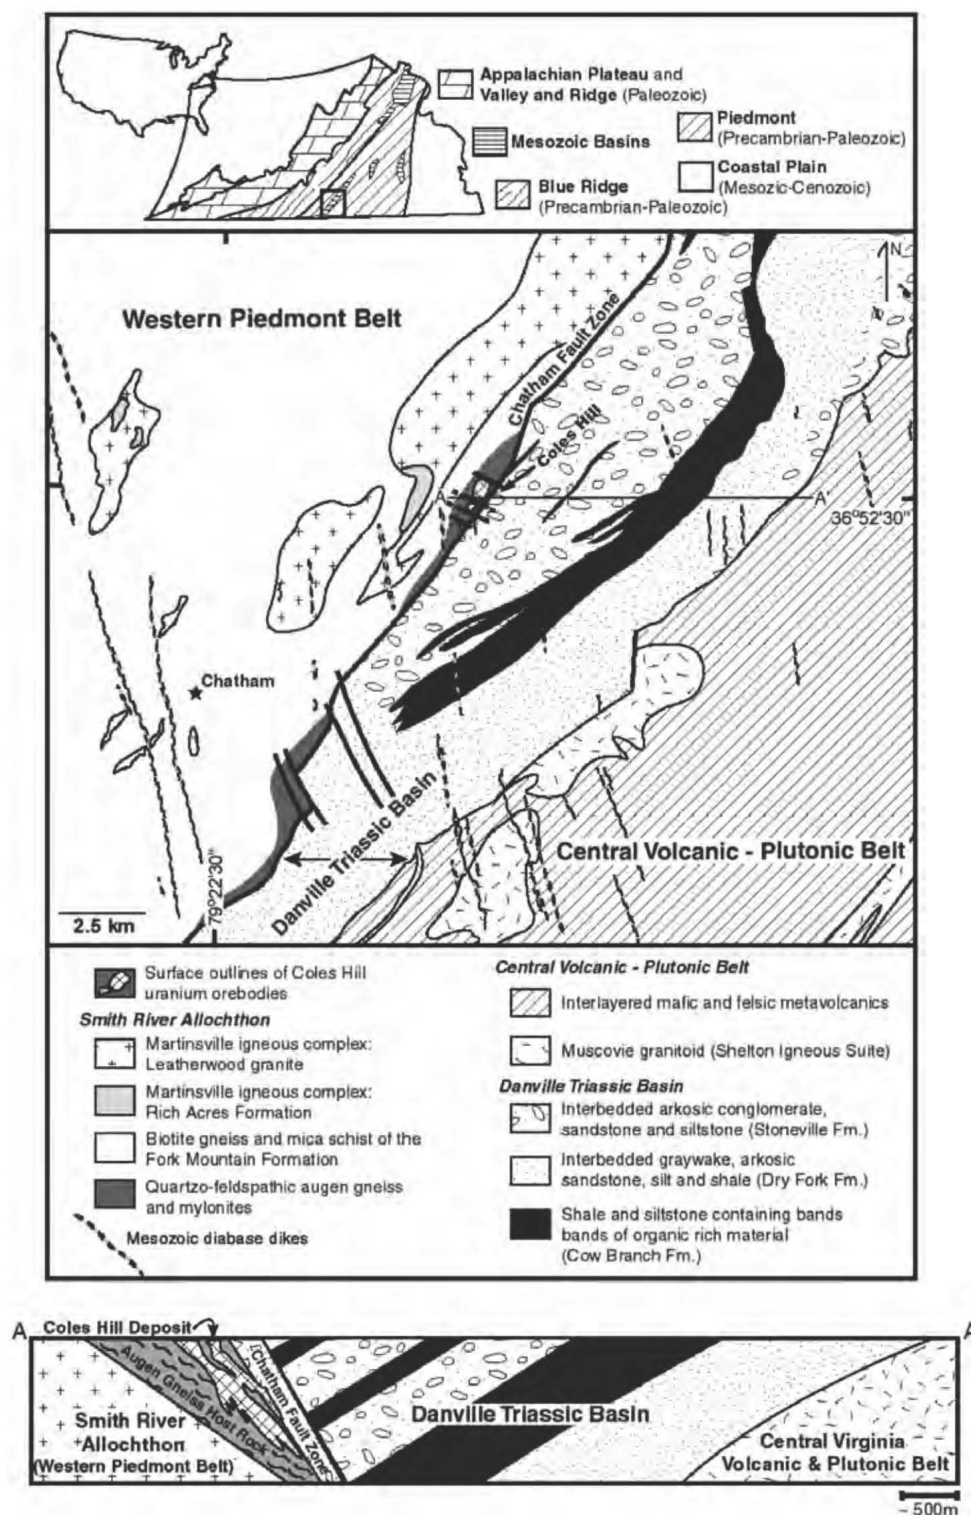 Appalachian Plateau and
Valley and Ridge (Paleozoic)
Mesozoic Basins
Blue Ridge
(Precambrian-Paleozoic)
Piedmont
(Precambrian-Paleozoic)
Coastal Plain
(Mesozic-Cenozoic)
N
Western Piedmont Belt
Chatham Fault Zone
Coles Hill
A
A'
36°52'30"
Chatham
Danville Triassic Basin
79°22'30"
Central Volcanic - Plutonic Belt
2.5 km
Surface outlines of Coles Hill
uranium orebodies
Smith River Allochthon
Martinsville igneous complex:
Leatherwood granite
Martinsville igneous complex:
Rich Acres Formation
Biotite gneiss and mica schist of the
Fork Mountain Formation
Quartzo-feldspathic augen gneiss
and mylonites
Mesozoic diabase dikes
Central Volcanic - Plutonic Belt
Interlayered mafic and felsic metavolcanics
Muscovie granitoid (Shelton Igneous Suite)
Danville Triassic Basin
Interbedded arkosic conglomerate,
sandstone and siltstone (Stoneville Fm.)
Interbedded graywake, arkosic
sandstone, silt and shale (Dry Fork Fm.)
Shale and siltstone containing bands
bands of organic rich material
(Cow Branch Fm.)
A
Coles Hill Deposit
A
Augen Gneiss Host Rock
Chatham Fault Zone
Smith River
Allochthon
(Western Piedmont Belt)
Danville Triassic Basin
Central Virginia
Volcanic & Plutonic Belt
~ 500m